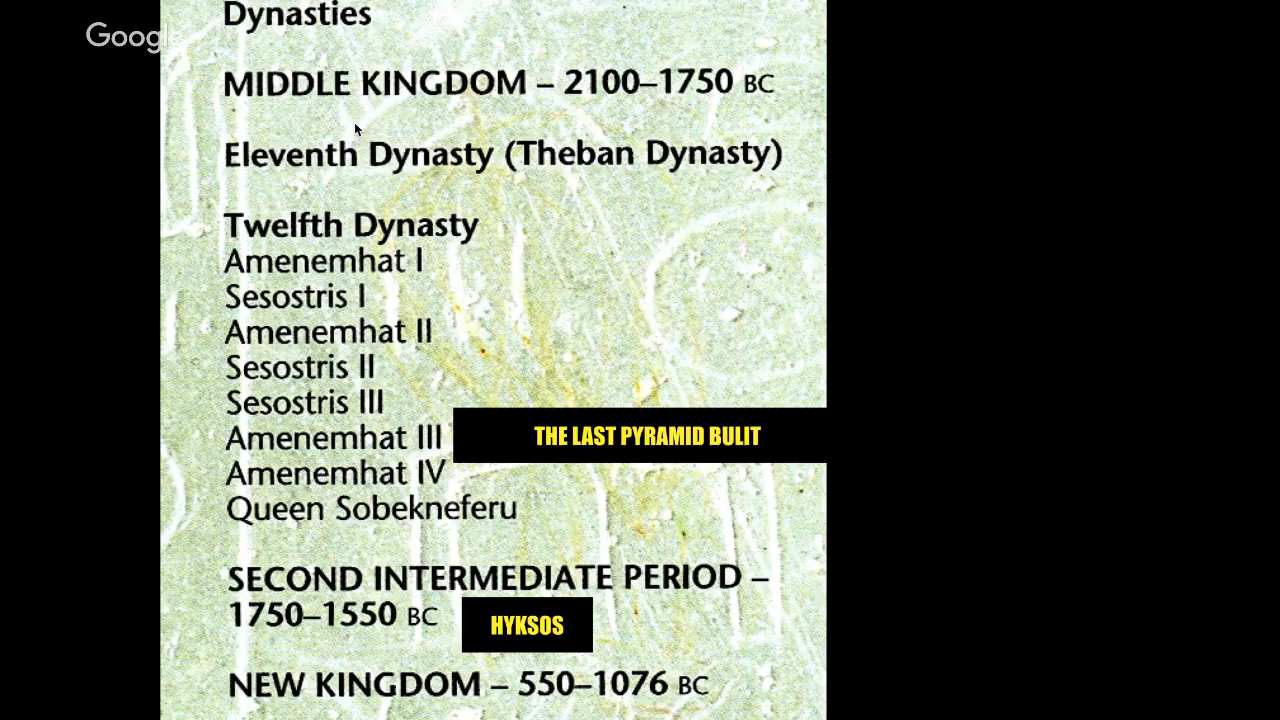 Google
Dynasties
MIDDLE KINGDOM – 2100–1750 BC
Eleventh Dynasty (Theban Dynasty)
Twelfth Dynasty
Amenemhat I
Sesostris I
Amenemhat II
Sesostris II
Sesostris III
Amenemhat III
THE LAST PYRAMID BULIT
Amenemhat IV
Queen Sobekneferu
SECOND INTERMEDIATE PERIOD –
1750–1550 BC
HYKSOS
NEW KINGDOM – 550–1076 BC